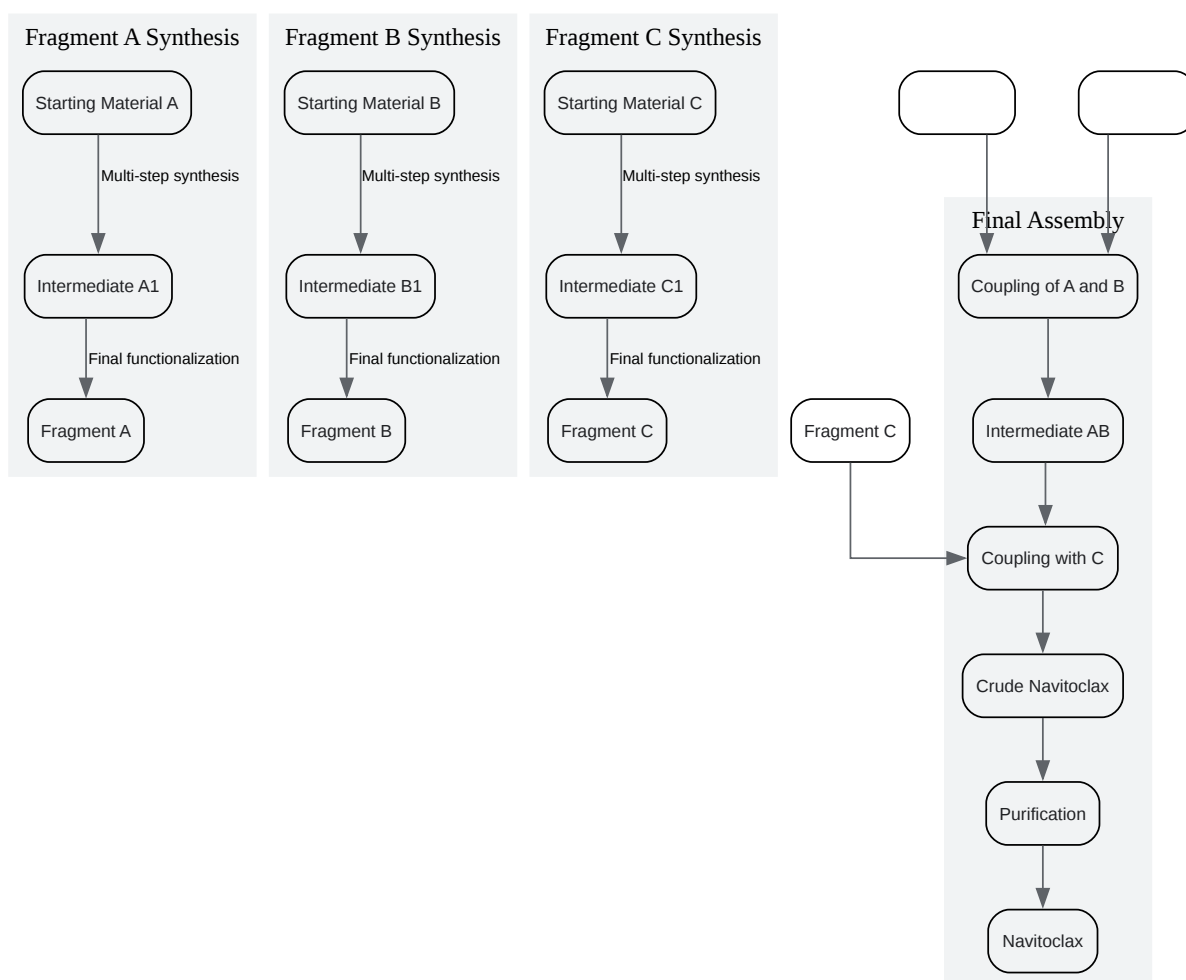 Fragment A Synthesis
Starting Material A
Multi-step synthesis
Intermediate A1
Final functionalization
Fragment A
Fragment B Synthesis
Starting Material B
Multi-step synthesis
Intermediate B1
Final functionalization
Fragment B
Fragment C Synthesis
Starting Material C
Multi-step synthesis
Intermediate C1
Final functionalization
Fragment C
Final Assembly
Coupling of A and B
Fragment C
Intermediate AB
Coupling with C
Crude Navitoclax
Purification
Navitoclax